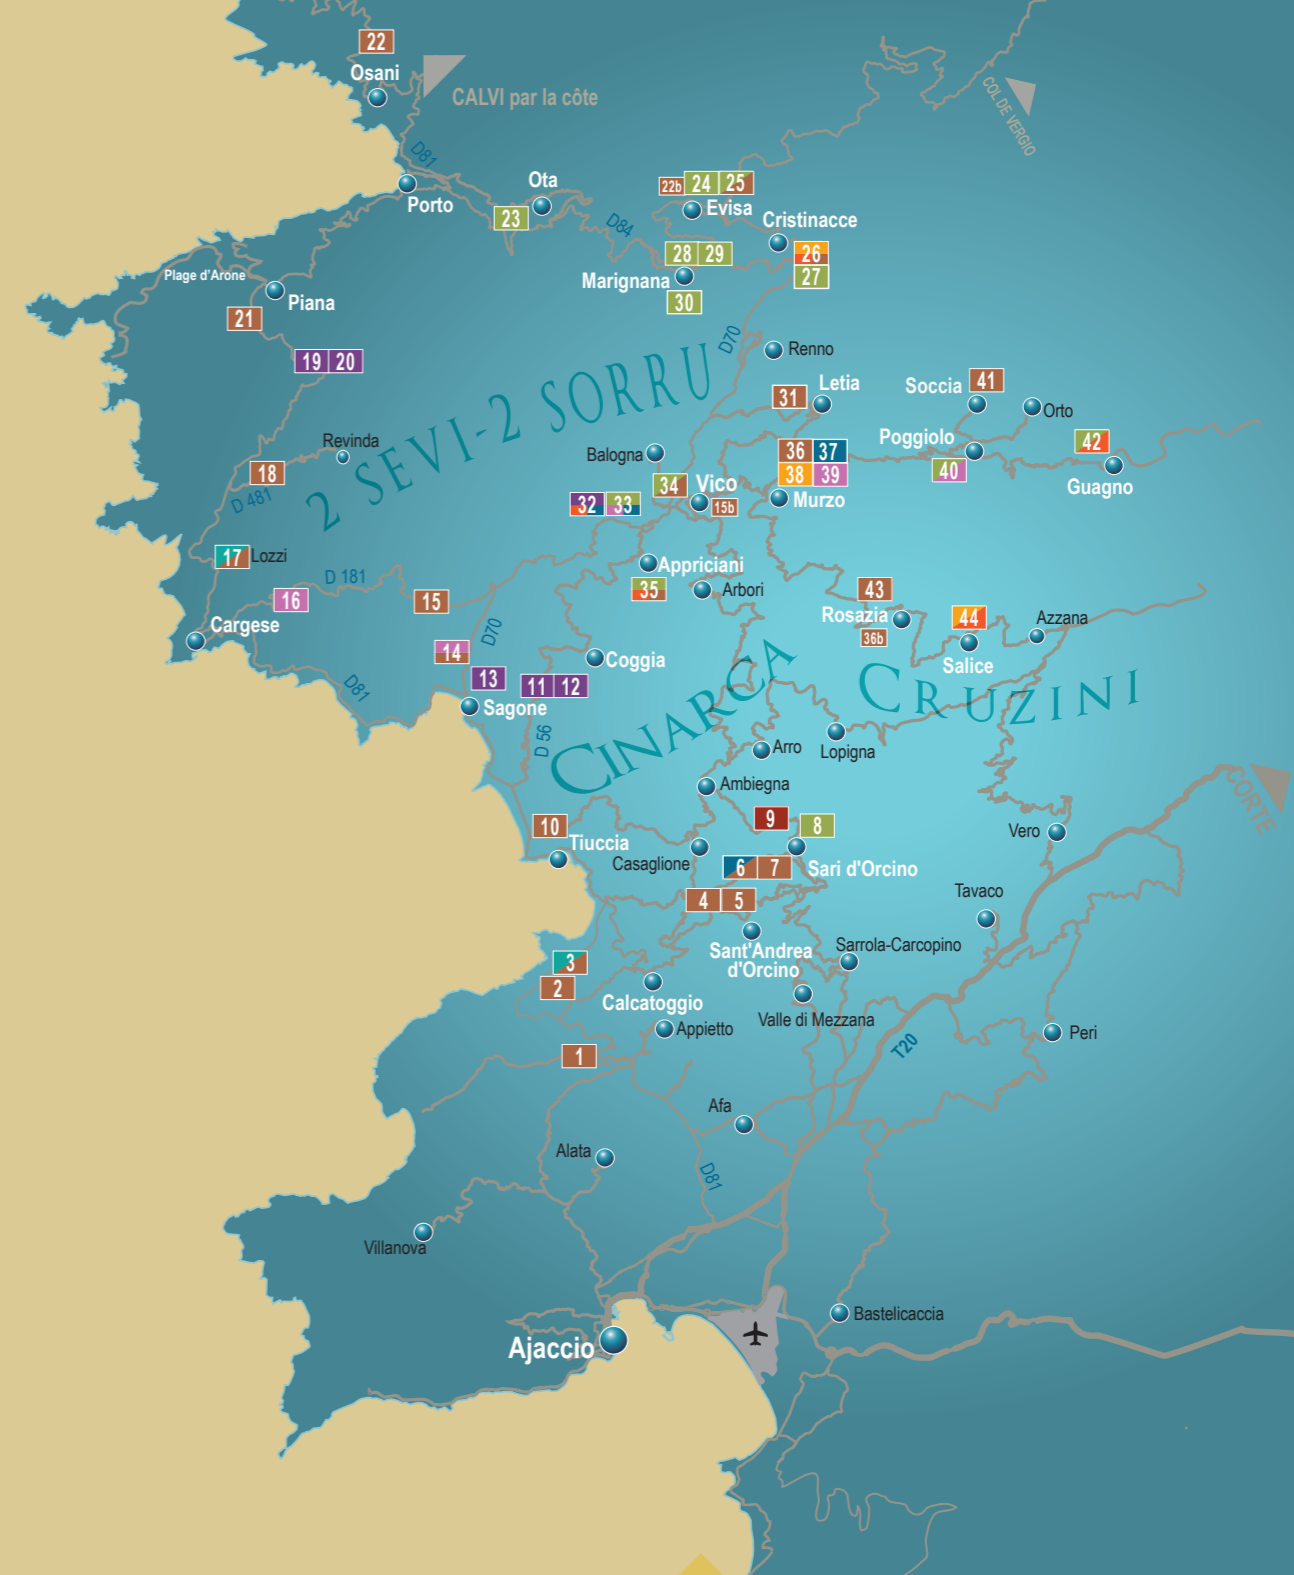 22
Osani
CALVI par la côte
COL DE VERGIO
D81
Porto
Ota
23
D84
22b 24 25
Evisa
Cristinacce
26
27
28 29
Marignana
30
Plage d'Arone
Piana
21
19 20
D70
Renno
2 SEVI-2 SORRU
31
Letia
Soccia
41
Orto
Revinda
18
D 481
Balogna
34
Vico
15b
32 33
36 37
38 39
Murzo
Poggiolo
40
42
Guagno
17
Lozzi
D 181
16
15
Cargese
D81
Appriciani
35
Arbori
43
Rosazia
36b
44
Salice
Azzana
D70
14
13
Sagone
11 12
Coggia
D 56
CINARCA
CRUZINI
Arro
Lopigna
Ambiegna
CORTE
10
Tiuccia
Casaglione
9
8
6 7
Sari d'Orcino
Vero
4 5
Sant'Andrea
d'Orcino
Tavaco
Sarrola-Carcopino
3
2
Calcatoggio
Valle di Mezzana
Appietto
1
T20
Peri
Afa
Alata
D81
Villanova
Bastelicaccia
Ajaccio